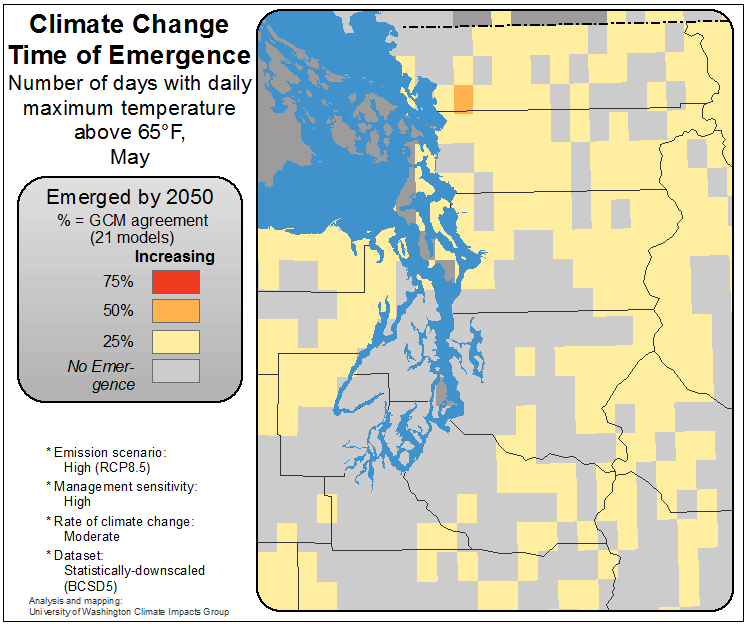 Climate Change
Time of Emergence
Number of days with daily
maximum temperature
above 65°F,
May
Emerged by 2050
% = GCM agreement
(21 models)
Increasing
75%
50%
25%
No Emer-
gence
* Emission scenario:
High (RCP8.5)
* Management sensitivity:
High
* Rate of climate change:
Moderate
* Dataset:
Statistically-downscaled
(BCSD5)
Analysis and mapping:
University of Washington Climate Impacts Group